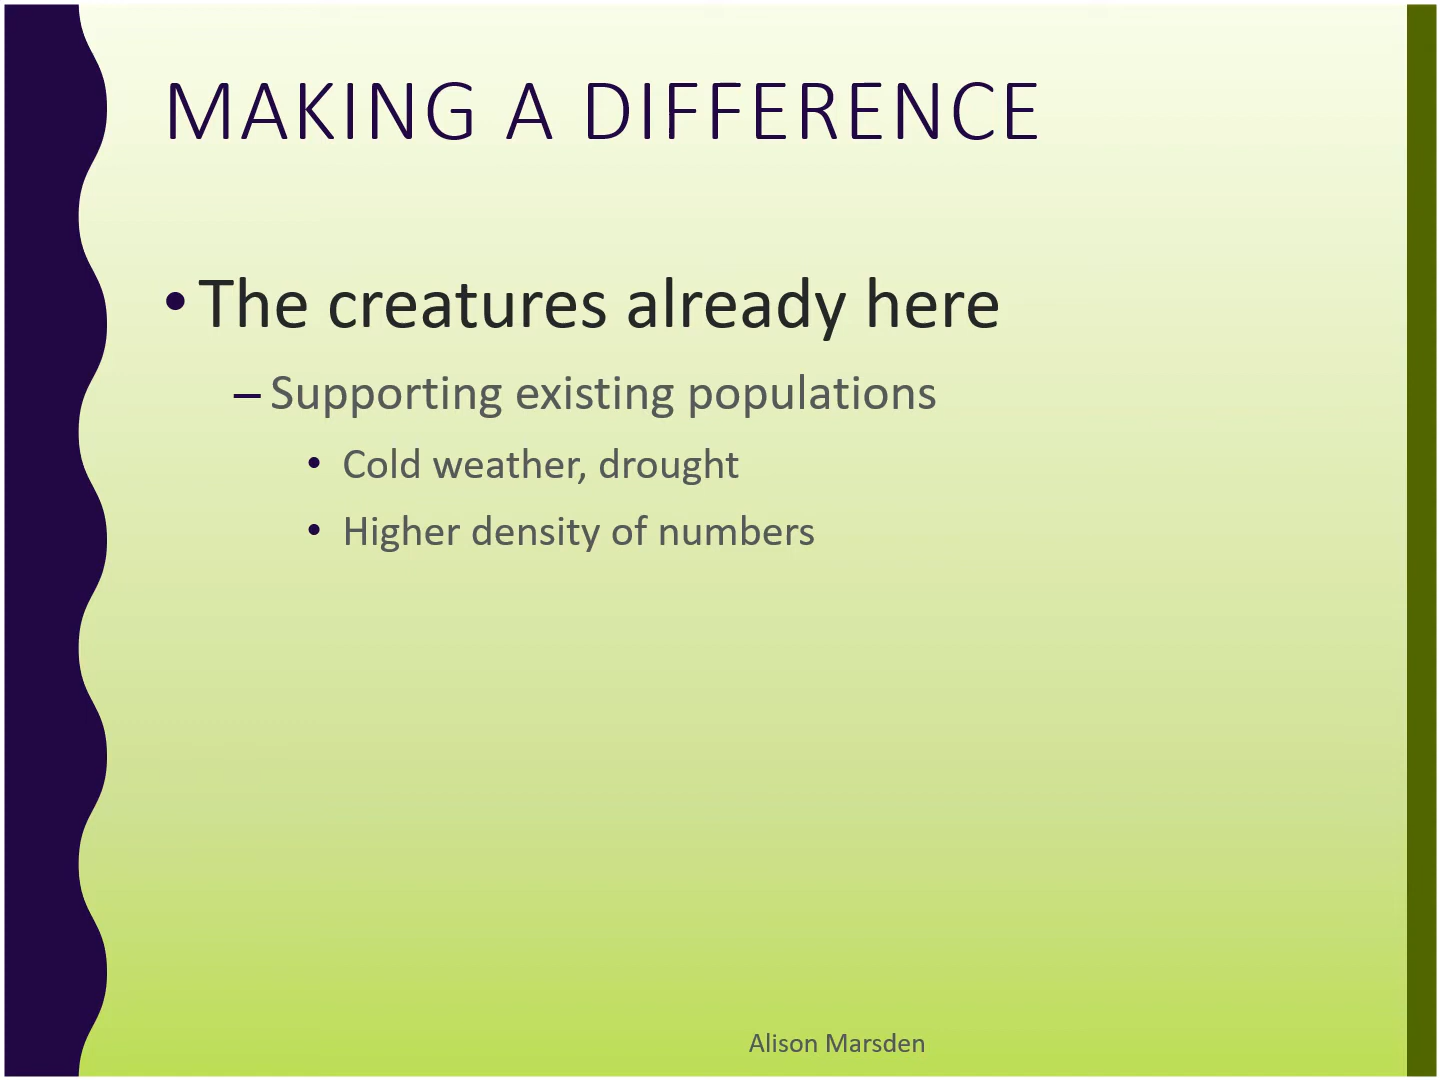 MAKING A DIFFERENCE
• The creatures already here
– Supporting existing populations
• Cold weather, drought
• Higher density of numbers
Alison Marsden